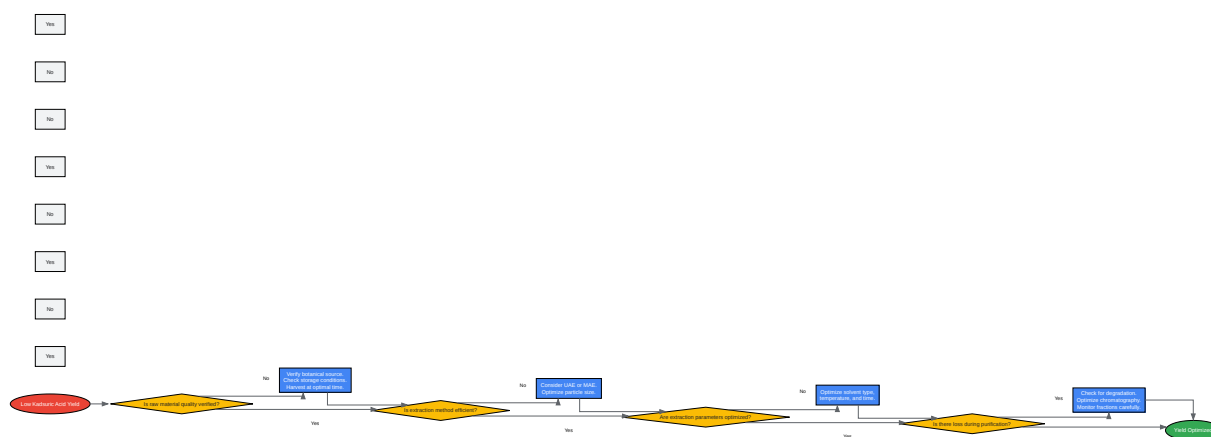 Yes
No
No
Yes
No
Yes
No
Yes
Low Kadsuric Acid Yield
Is raw material quality verified?
No
Verify botanical source.
Check storage conditions.
Harvest at optimal time.
Yes
Is extraction method efficient?
No
Consider UAE or MAE.
Optimize particle size.
Yes
Are extraction parameters optimized?
No
Optimize solvent type,
temperature, and time.
Yes
Is there loss during purification?
Yes
Check for degradation.
Optimize chromatography.
Monitor fractions carefully.
Yield Optimized